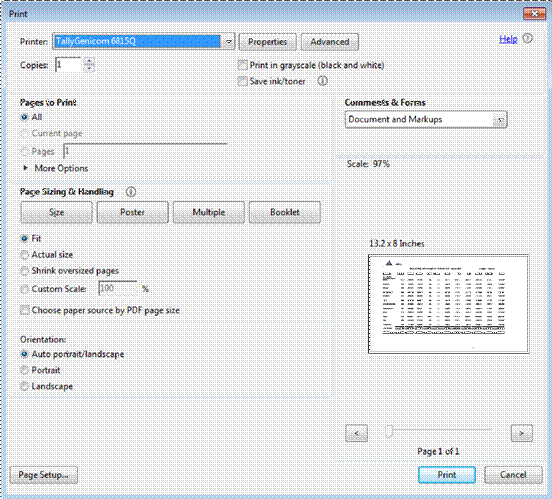 Print
Printer: TallyGenicom 6815Q Properties Advanced Help
Copies: 1 Print in grayscale (black and white)
Save ink/toner
Pages to Print
All
Current page
Pages 1
More Options
Page Sizing & Handling
Size Poster Multiple Booklet
Fit
Actual size
Shrink oversized pages
Custom Scale: 100 %
Choose paper source by PDF page size
Orientation:
Auto portrait/landscape
Portrait
Landscape
Comments & Forms
Document and Markups
Scale: 97%
13.2 x 8 Inches
< >
Page 1 of 1
Page Setup... Print Cancel